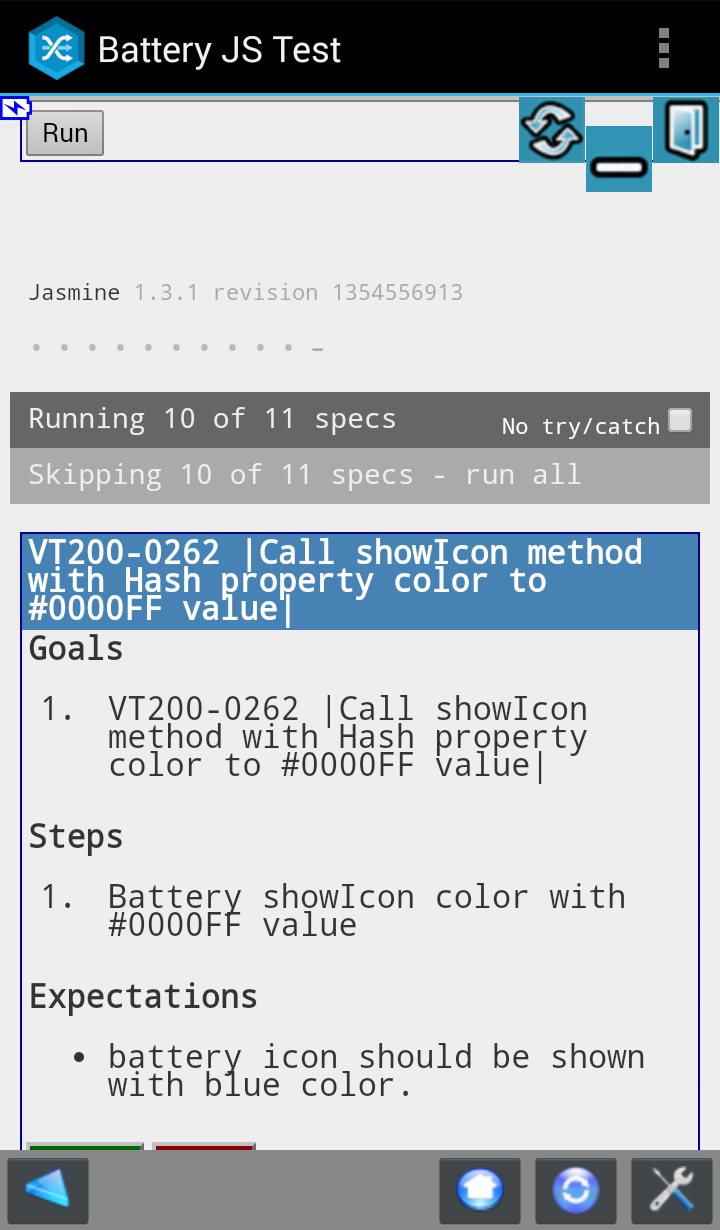 Battery JS Test
Run
Jasmine 1.3.1 revision 1354556913
Running 10 of 11 specs
No try/catch
Skipping 10 of 11 specs - run all
VT200-0262 |Call showIcon method
with Hash property color to
#0000FF value|
Goals
1. VT200-0262 |Call showIcon
method with Hash property
color to #0000FF value|
Steps
1. Battery showIcon color with
#0000FF value
Expectations
• battery icon should be shown
with blue color.